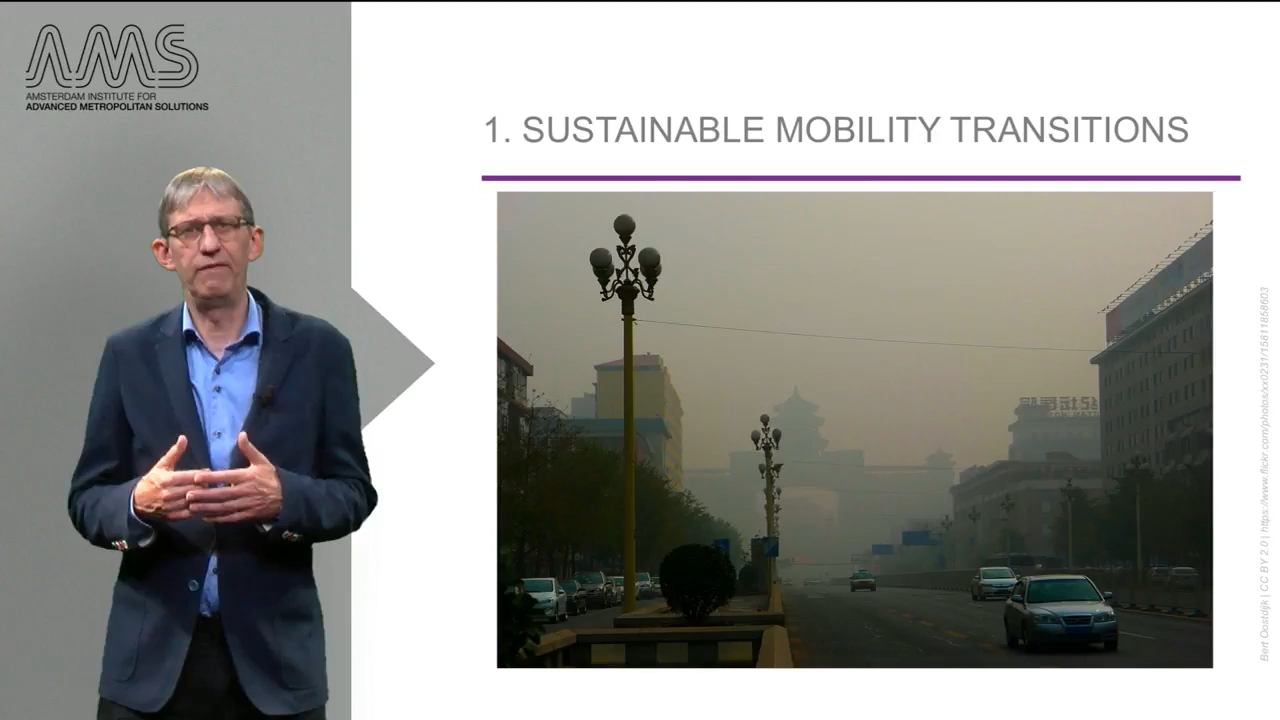 AMS
AMSTERDAM INSTITUTE FOR
ADVANCED METROPOLITAN SOLUTIONS
1. SUSTAINABLE MOBILITY TRANSITIONS
Bert Oostdijk | CC BY 2.0 | https://www.flickr.com/photos/xx0231/15811858603